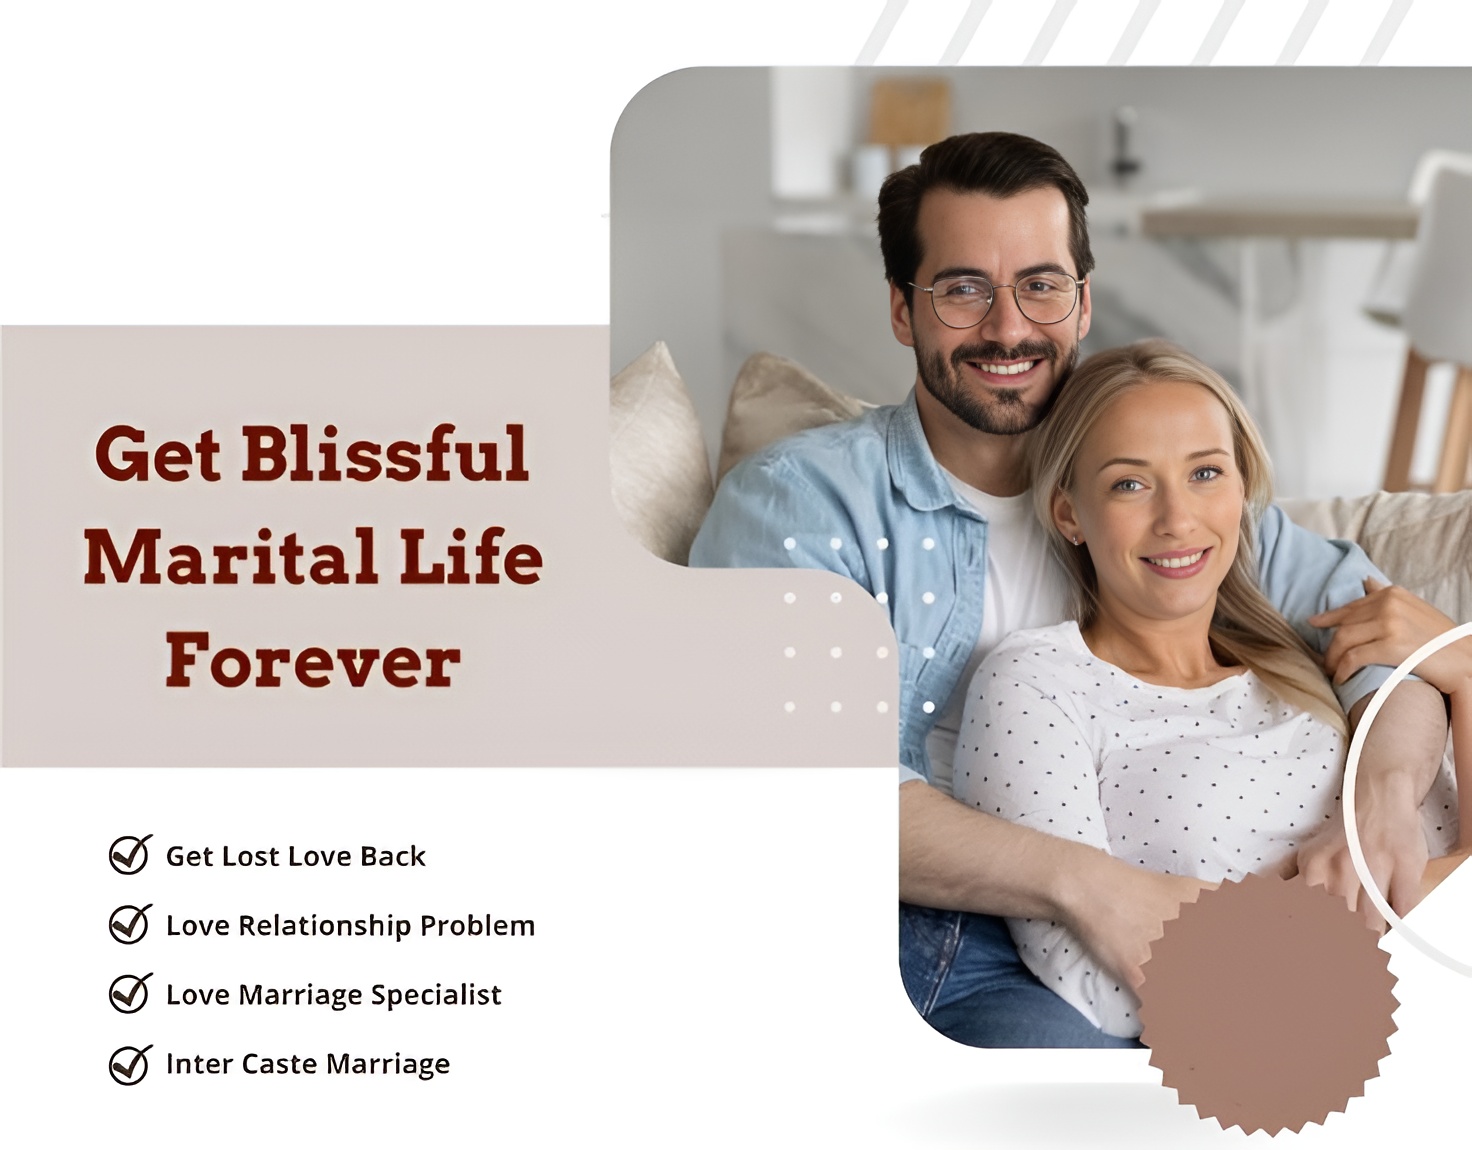 Get Blissful
Marital Life
Forever
Get Lost Love Back
Love Relationship Problem
Love Marriage Specialist
Inter Caste Marriage